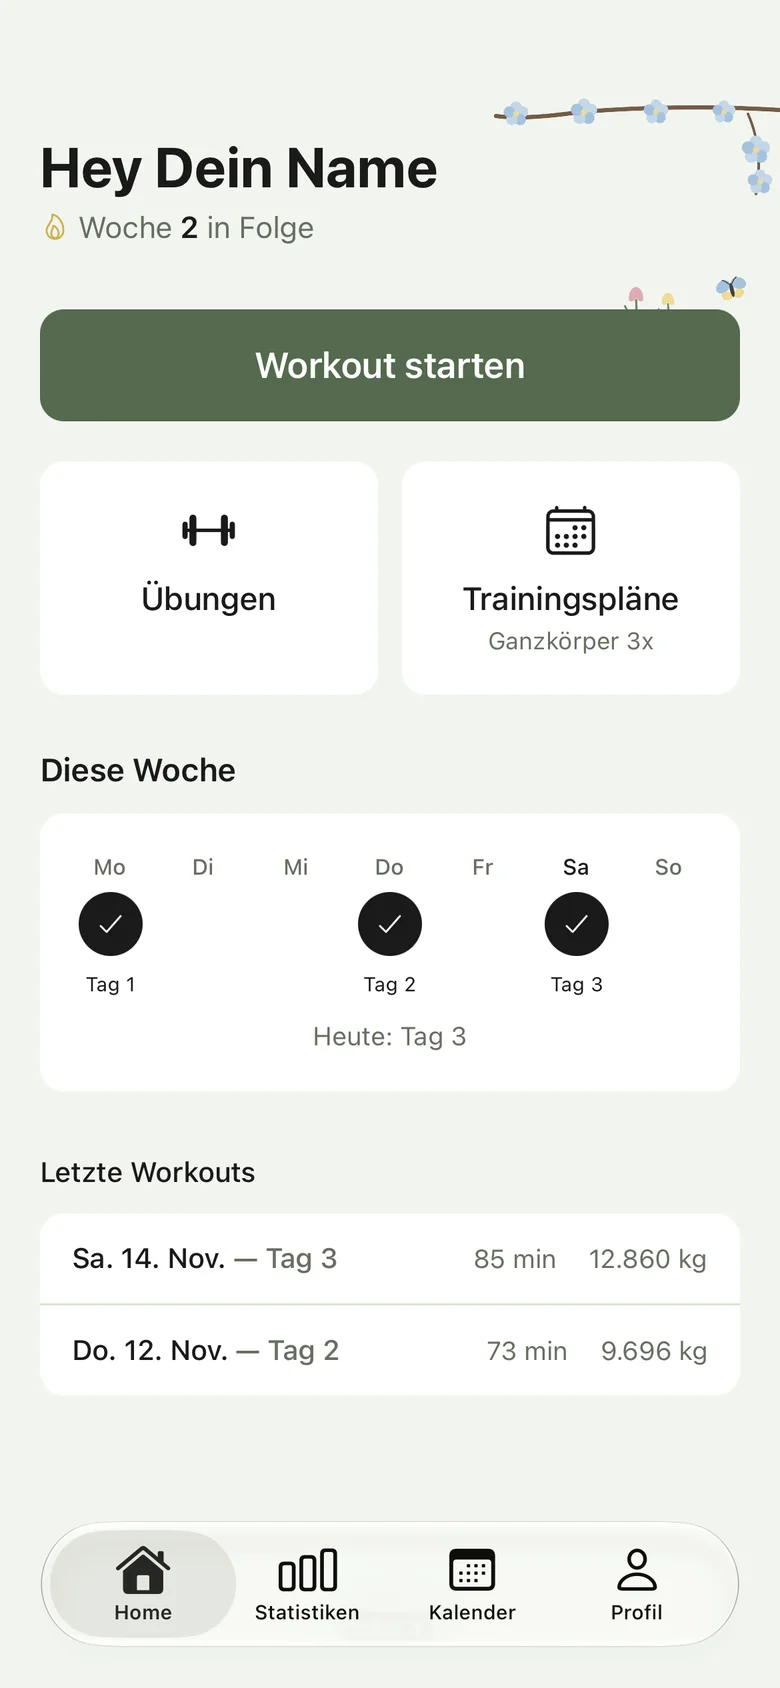 Hey Dein Name
Woche 2 in Folge
Workout starten
Übungen
Trainingspläne
Ganzkörper 3x
Diese Woche
Mo Di Mi Do Fr Sa So
Tag 1 Tag 2 Tag 3
Heute: Tag 3
Letzte Workouts
Sa. 14. Nov. — Tag 3 85 min 12.860 kg
Do. 12. Nov. — Tag 2 73 min 9.696 kg
Home Statistiken Kalender Profil